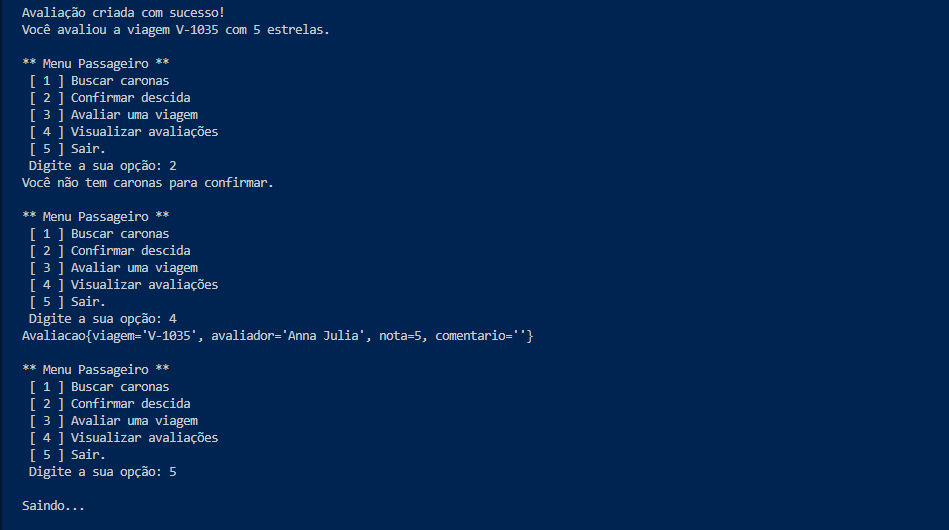 Avaliação criada com sucesso!
Você avaliou a viagem V-1035 com 5 estrelas.
** Menu Passageiro **
[ 1 ] Buscar caronas
[ 2 ] Confirmar descida
[ 3 ] Avaliar uma viagem
[ 4 ] Visualizar avaliações
[ 5 ] Sair.
Digite a sua opção: 2
Você não tem caronas para confirmar.
** Menu Passageiro **
[ 1 ] Buscar caronas
[ 2 ] Confirmar descida
[ 3 ] Avaliar uma viagem
[ 4 ] Visualizar avaliações
[ 5 ] Sair.
Digite a sua opção: 4
Avaliacao{viagem='V-1035', avaliador='Anna Julia', nota=5, comentario=''}
** Menu Passageiro **
[ 1 ] Buscar caronas
[ 2 ] Confirmar descida
[ 3 ] Avaliar uma viagem
[ 4 ] Visualizar avaliações
[ 5 ] Sair.
Digite a sua opção: 5
Saindo...